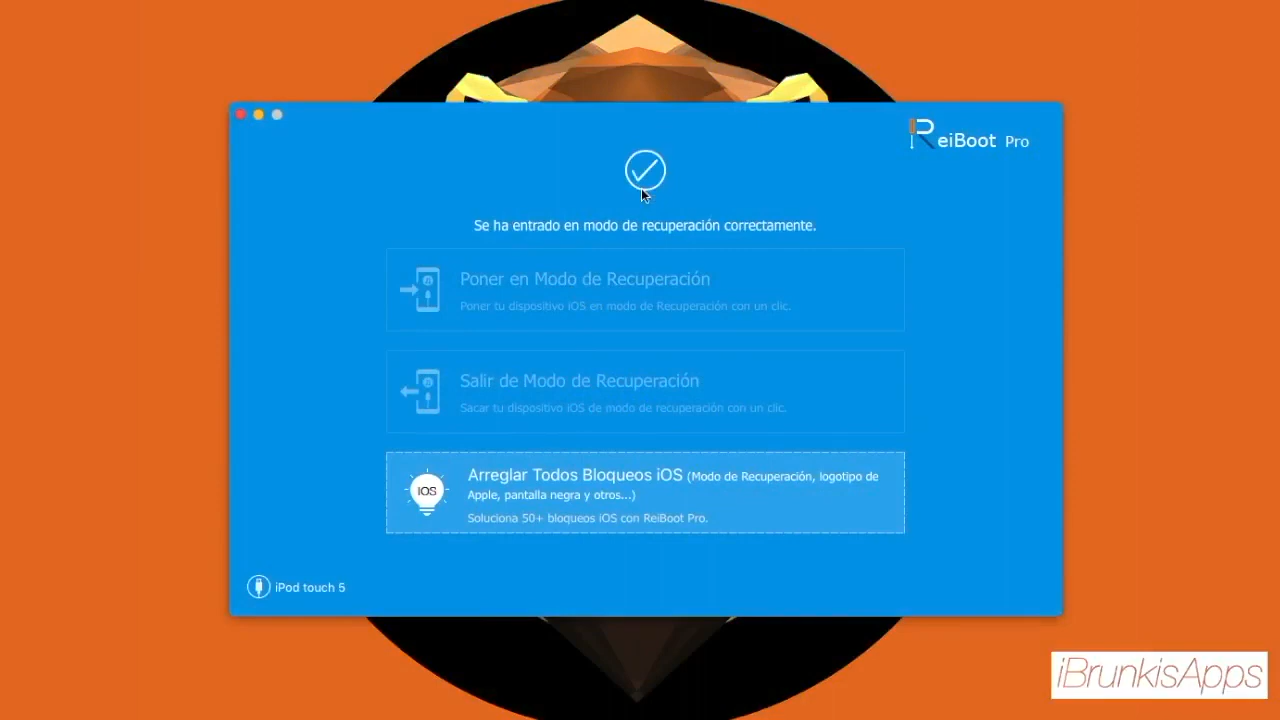 ReiBoot Pro
Se ha entrado en modo de recuperación correctamente.
Poner en Modo de Recuperación
Poner tu dispositivo iOS en modo de Recuperación con un clic.
Salir de Modo de Recuperación
Sacar tu dispositivo iOS de modo de recuperación con un clic.
Arreglar Todos Bloqueos iOS (Modo de Recuperación, logotipo de
Apple, pantalla negra y otros...)
iOS
Soluciona 50+ bloqueos iOS con ReiBoot Pro.
iPod touch 5
iBrunkisApps